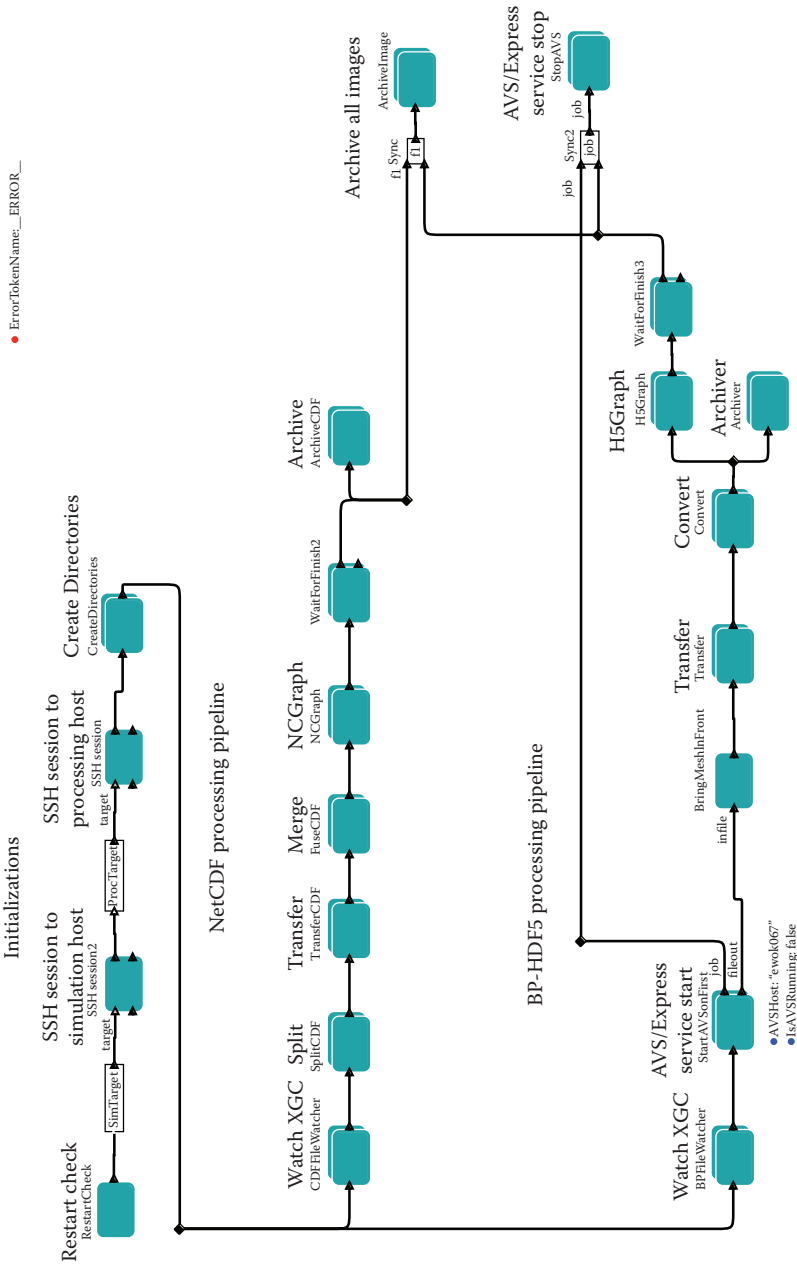 ErrorTokenName:__ERROR__
Initializations
Restart check
RestartCheck
SimTarget
target
SSH session to
simulation host
SSH session2
ProcTarget
target
SSH session to
processing host
SSH session
Create Directories
CreateDirectories
NetCDF processing pipeline
Watch XGC
CDFFileWatcher
Split
SplitCDF
Transfer
TransferCDF
Merge
FuseCDF
NCGraph
NCGraph
WaitForFinish2
Archive
ArchiveCDF
f1
Sync
f1
Archive all images
ArchiveImage
BP-HDF5 processing pipeline
Watch XGC
BPFileWatcher
AVS/Express
service start
StartAVSonFirst
job
fileout
AVSHost: "ewok067"
IsAVSRunning: false
infile
BringMeshInFront
Transfer
Transfer
Convert
Convert
H5Graph
H5Graph
Archiver
Archiver
WaitForFinish3
job
Sync2
job
job
AVS/Express
service stop
StopAVS